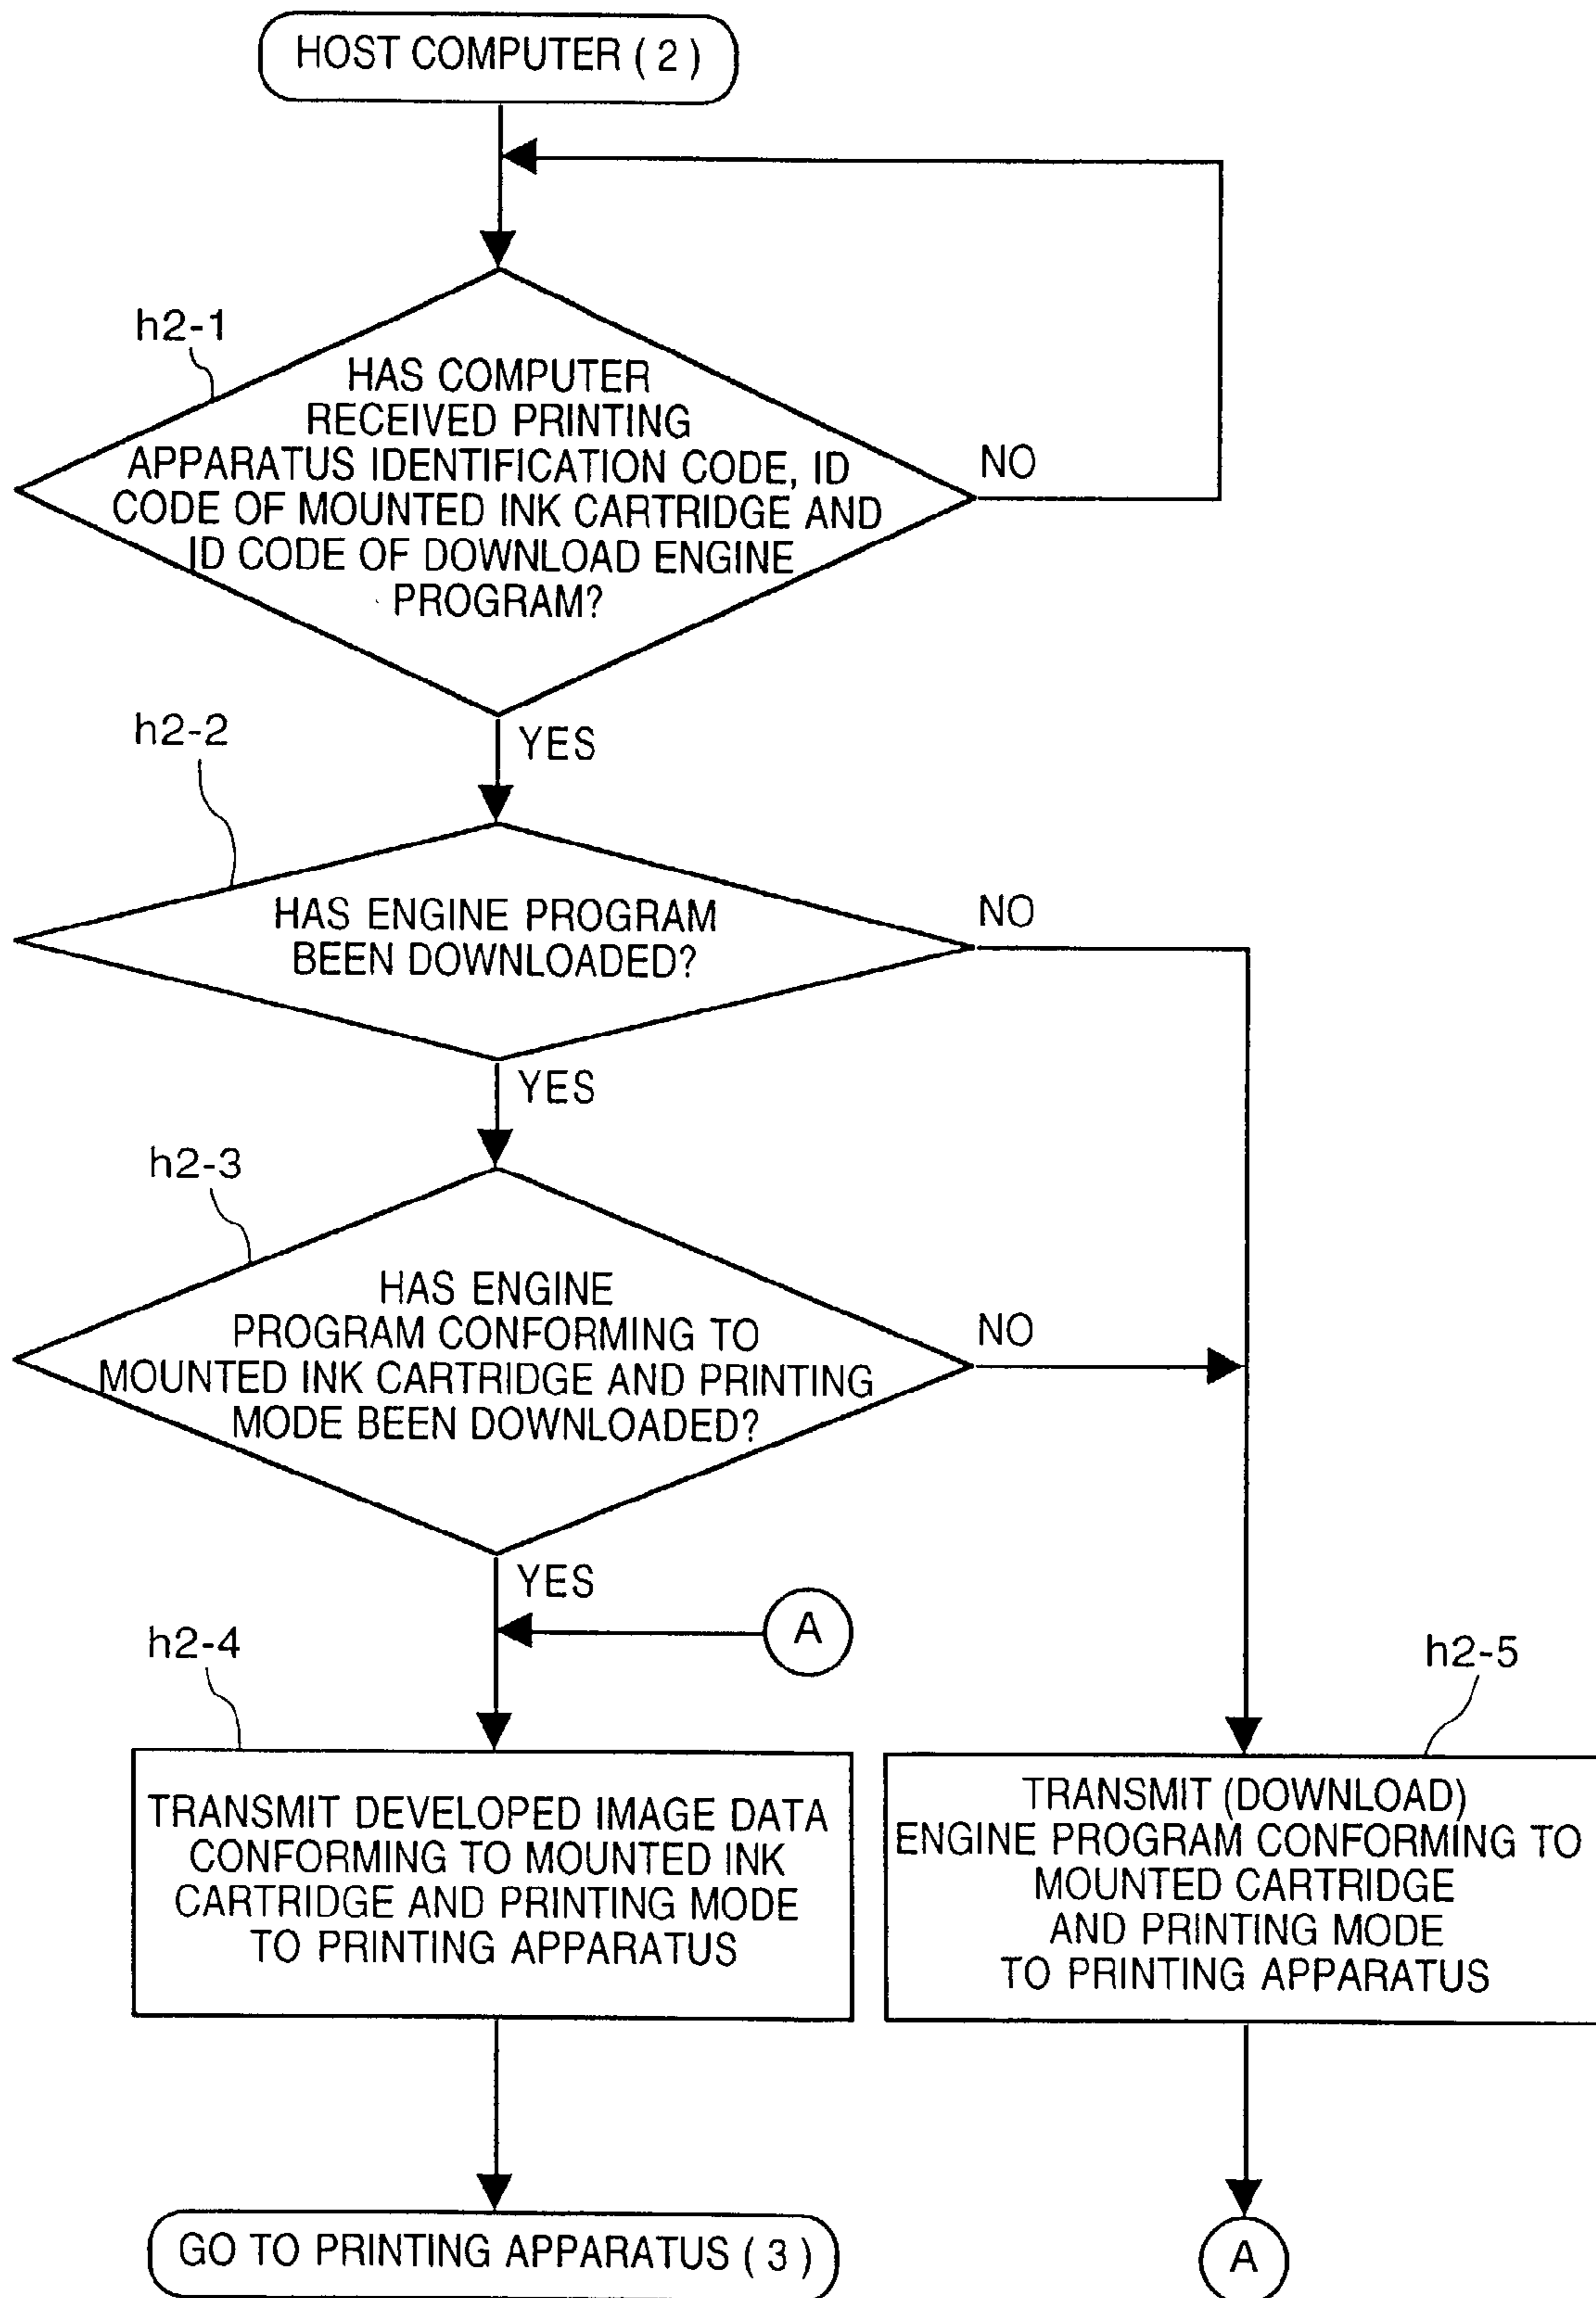 HOST COMPUTER ( 2 )
h2-1
HAS COMPUTER
RECEIVED PRINTING
APPARATUS IDENTIFICATION CODE, ID
CODE OF MOUNTED INK CARTRIDGE AND
ID CODE OF DOWNLOAD ENGINE
PROGRAM?
NO
YES
h2-2
HAS ENGINE PROGRAM
BEEN DOWNLOADED?
NO
YES
h2-3
HAS ENGINE
PROGRAM CONFORMING TO
MOUNTED INK CARTRIDGE AND PRINTING
MODE BEEN DOWNLOADED?
NO
YES
A
h2-4
TRANSMIT DEVELOPED IMAGE DATA
CONFORMING TO MOUNTED INK
CARTRIDGE AND PRINTING MODE
TO PRINTING APPARATUS
h2-5
TRANSMIT (DOWNLOAD)
ENGINE PROGRAM CONFORMING TO
MOUNTED CARTRIDGE
AND PRINTING MODE
TO PRINTING APPARATUS
GO TO PRINTING APPARATUS ( 3 )
A